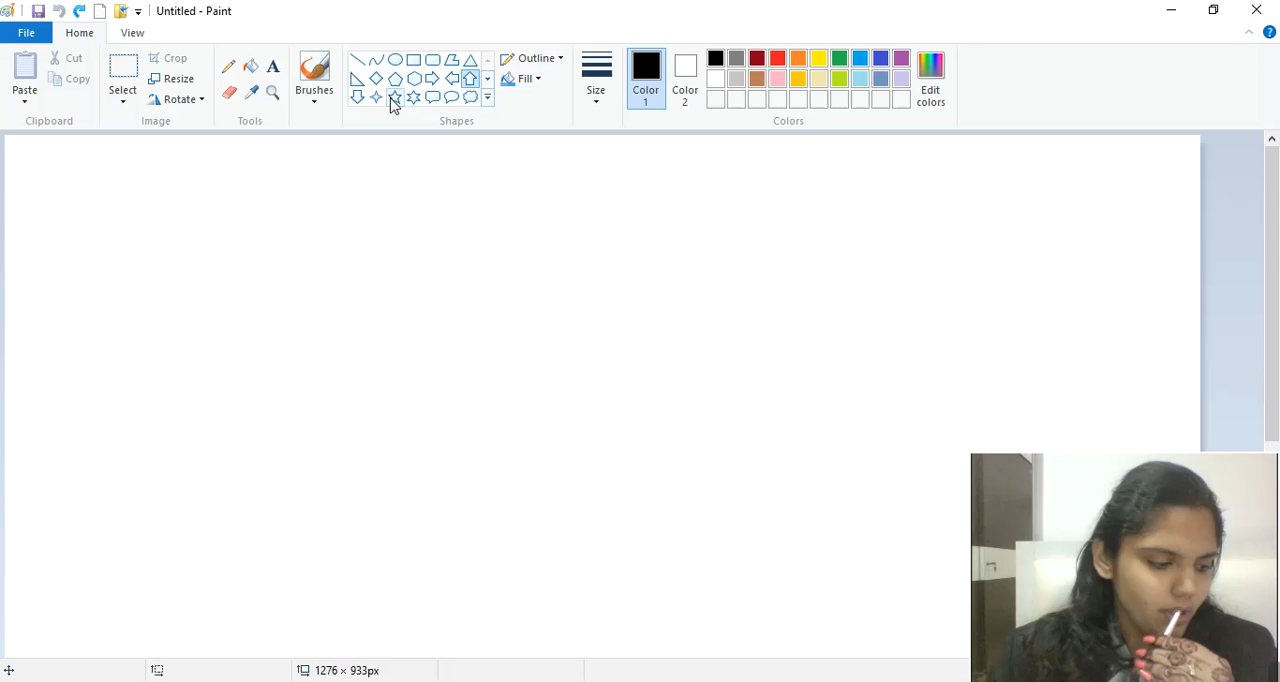 Untitled - Paint
File Home View
Paste
Cut
Copy
Clipboard
Select
Crop
Resize
Rotate
Image
A
Tools
Brushes
Outline
Fill
Shapes
Size
Color 1
Color 2
Edit colors
Colors
1276 × 933px